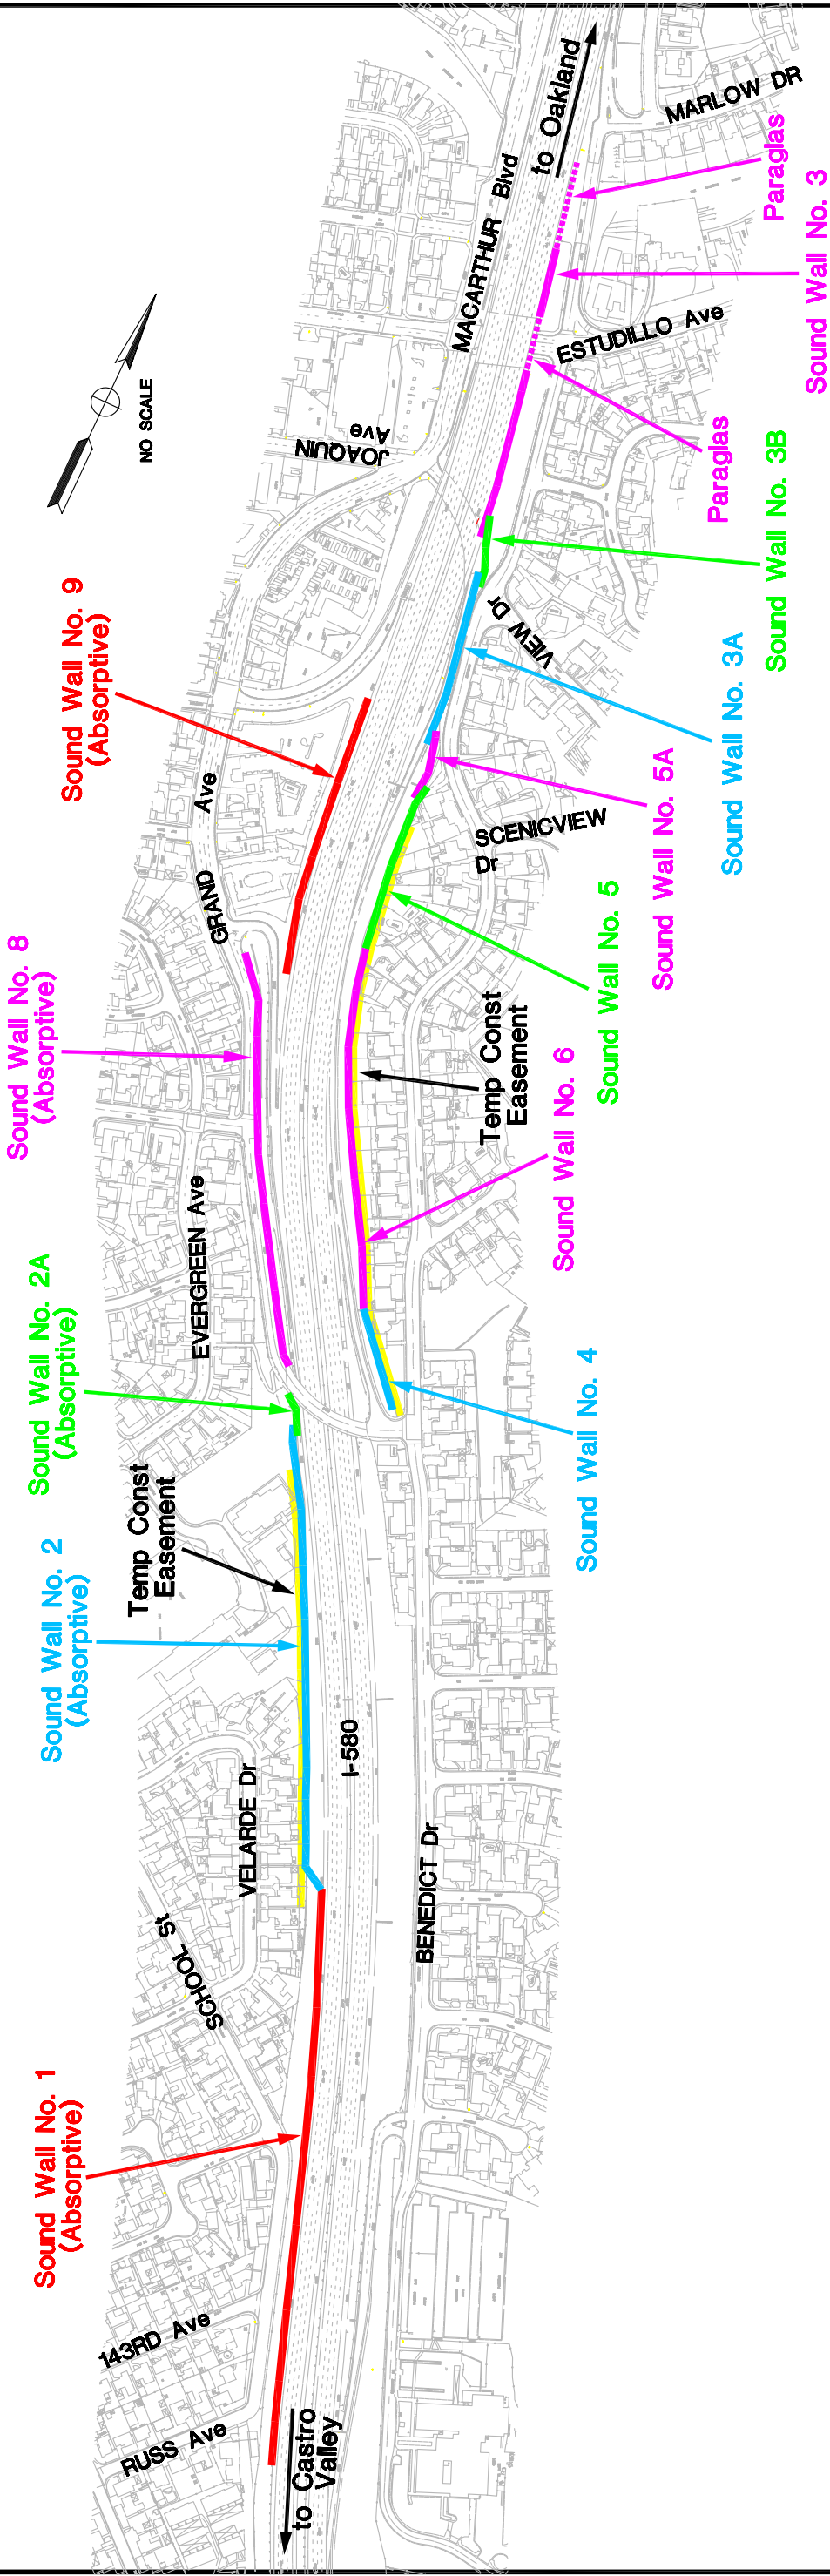 to Oakland
MARLOW DR
Paraglas
Sound Wall No. 3
MACARTHUR Blvd
ESTUDILLO Ave
Paraglas
NO SCALE
JOAQUIN
Ave
Sound Wall No. 3B
VIEW Dr
Sound Wall No. 3A
Sound Wall No. 9
(Absorptive)
Sound Wall No. 5A
SCENICVIEW
Dr
GRAND Ave
Sound Wall No. 5
Sound Wall No. 8
(Absorptive)
Temp Const
Easement
Sound Wall No. 6
EVERGREEN Ave
Sound Wall No. 2A
(Absorptive)
Sound Wall No. 4
Temp Const
Easement
Sound Wall No. 2
(Absorptive)
I-580
VELARDE Dr
BENEDICT Dr
SCHOOL St
Sound Wall No. 1
(Absorptive)
143RD Ave
RUSS Ave
to Castro
Valley